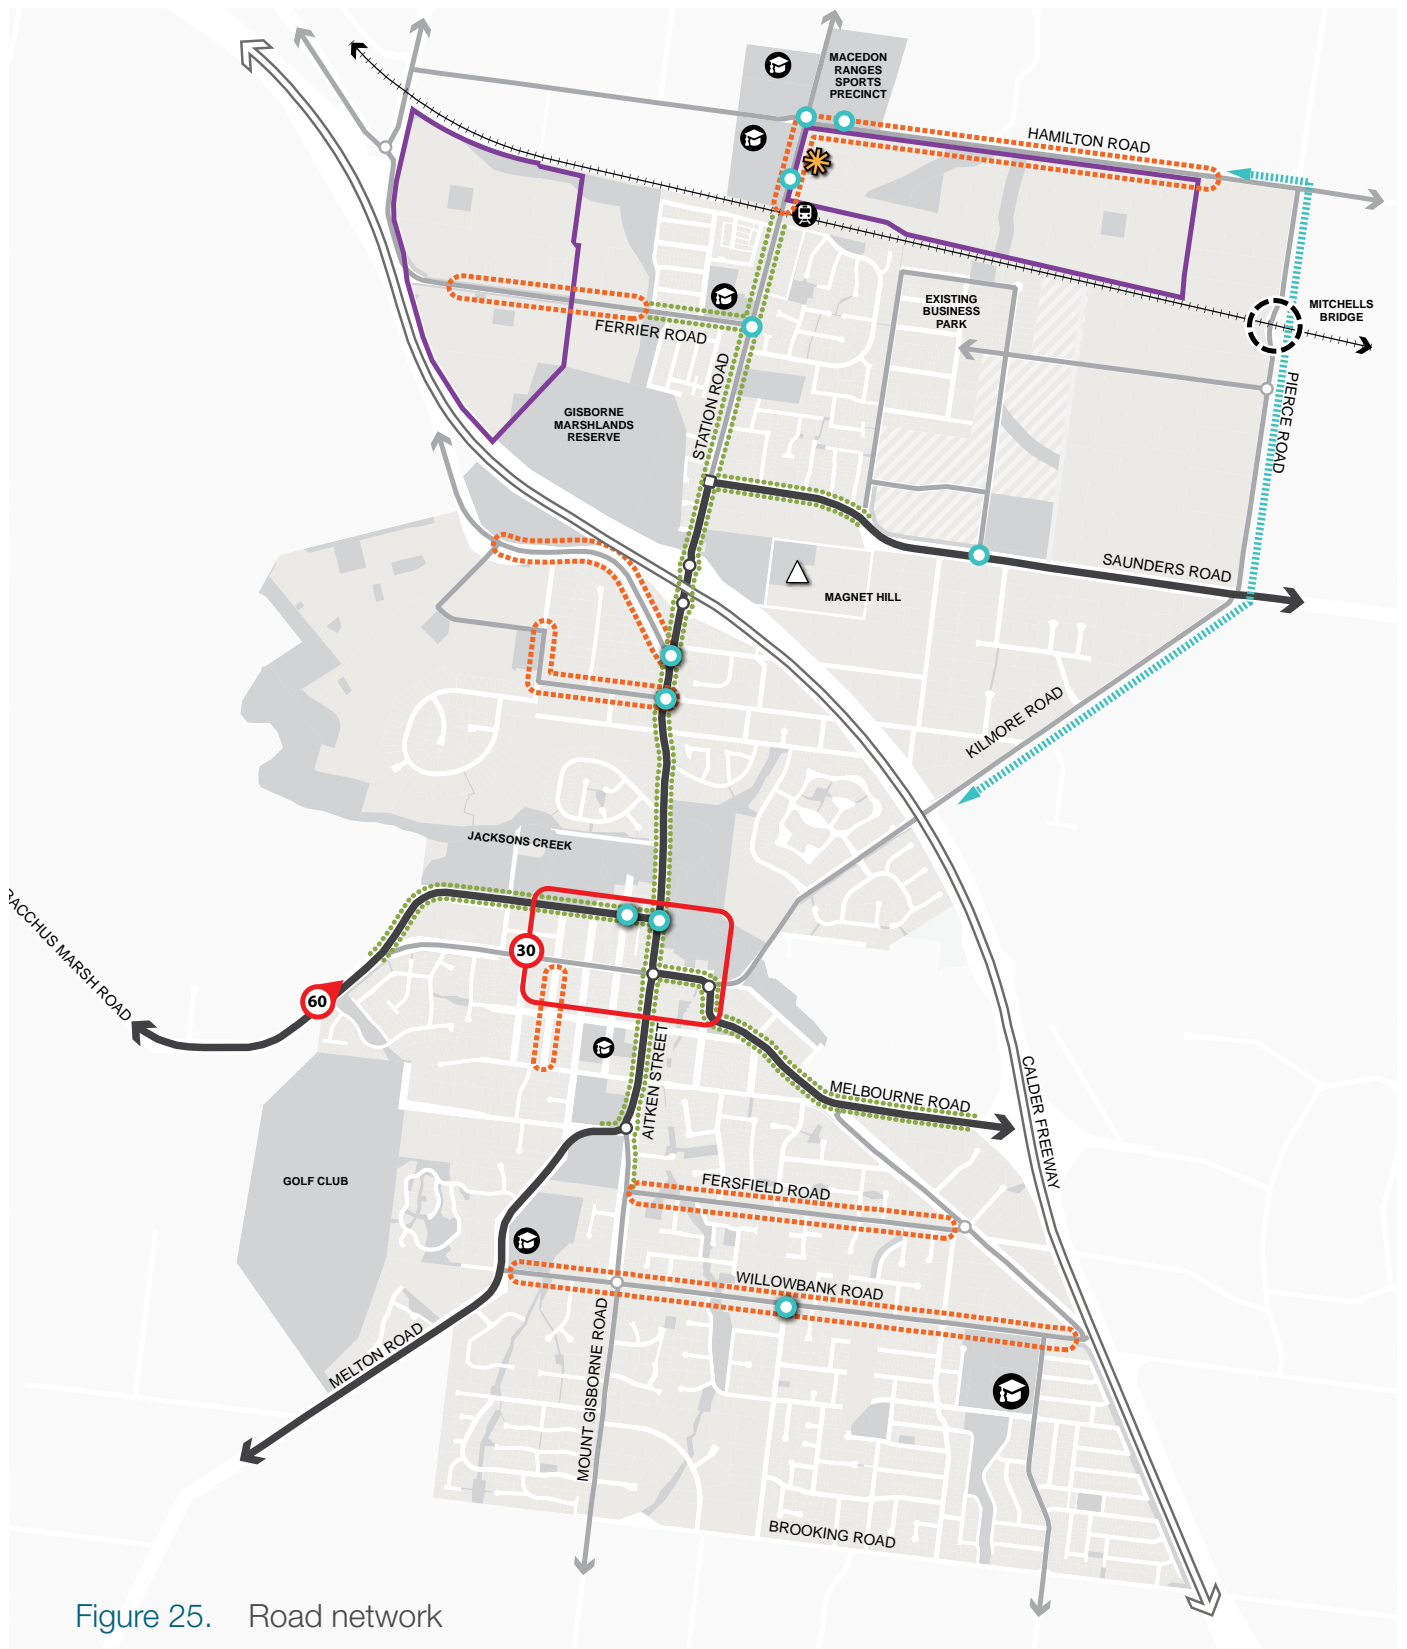 MACEDON
RANGES
SPORTS
PRECINCT
HAMILTON ROAD
EXISTING
BUSINESS
PARK
MITCHELLS
BRIDGE
FERRIER ROAD
STATION ROAD
PIERCE ROAD
GISBORNE
MARSHLANDS
RESERVE
SAUNDERS ROAD
MAGNET HILL
KILMORE ROAD
JACKSONS CREEK
RACCHUS MARSH ROAD
30
60
AITKEN STREET
MELBOURNE ROAD
CALDER FREEWAY
GOLF CLUB
FERSFIELD ROAD
WILLOWBANK ROAD
MELTON ROAD
MOUNT GISBORNE ROAD
BROOKING ROAD
Figure 25. Road network